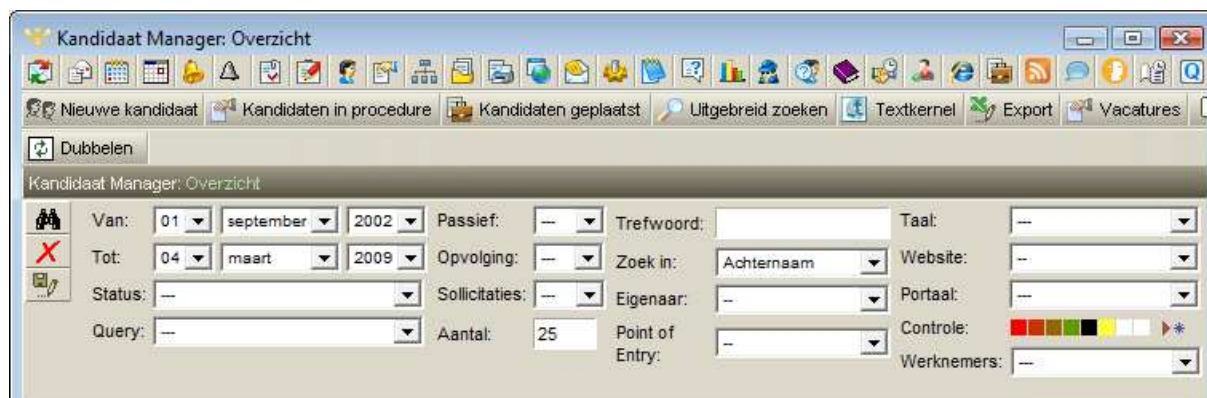 Kandidaat Manager: Overzicht
Nieuwe kandidaat Kandidaten in procedure Kandidaten geplaatst Uitgebreid zoeken Textkernel Export Vacatures
Dubbelen
Kandidaat Manager: Overzicht
Van: 01 september 2002 Passief: --- Trefwoord: Taal: ---
Tot: 04 maart 2009 Opvolging: --- Zoek in: Achternaam Website: --
Status: --- Sollicitaties: --- Eigenaar: -- Portaal: ---
Query: --- Aantal: 25 Point of Entry: -- Controle:
Werknemers: ---